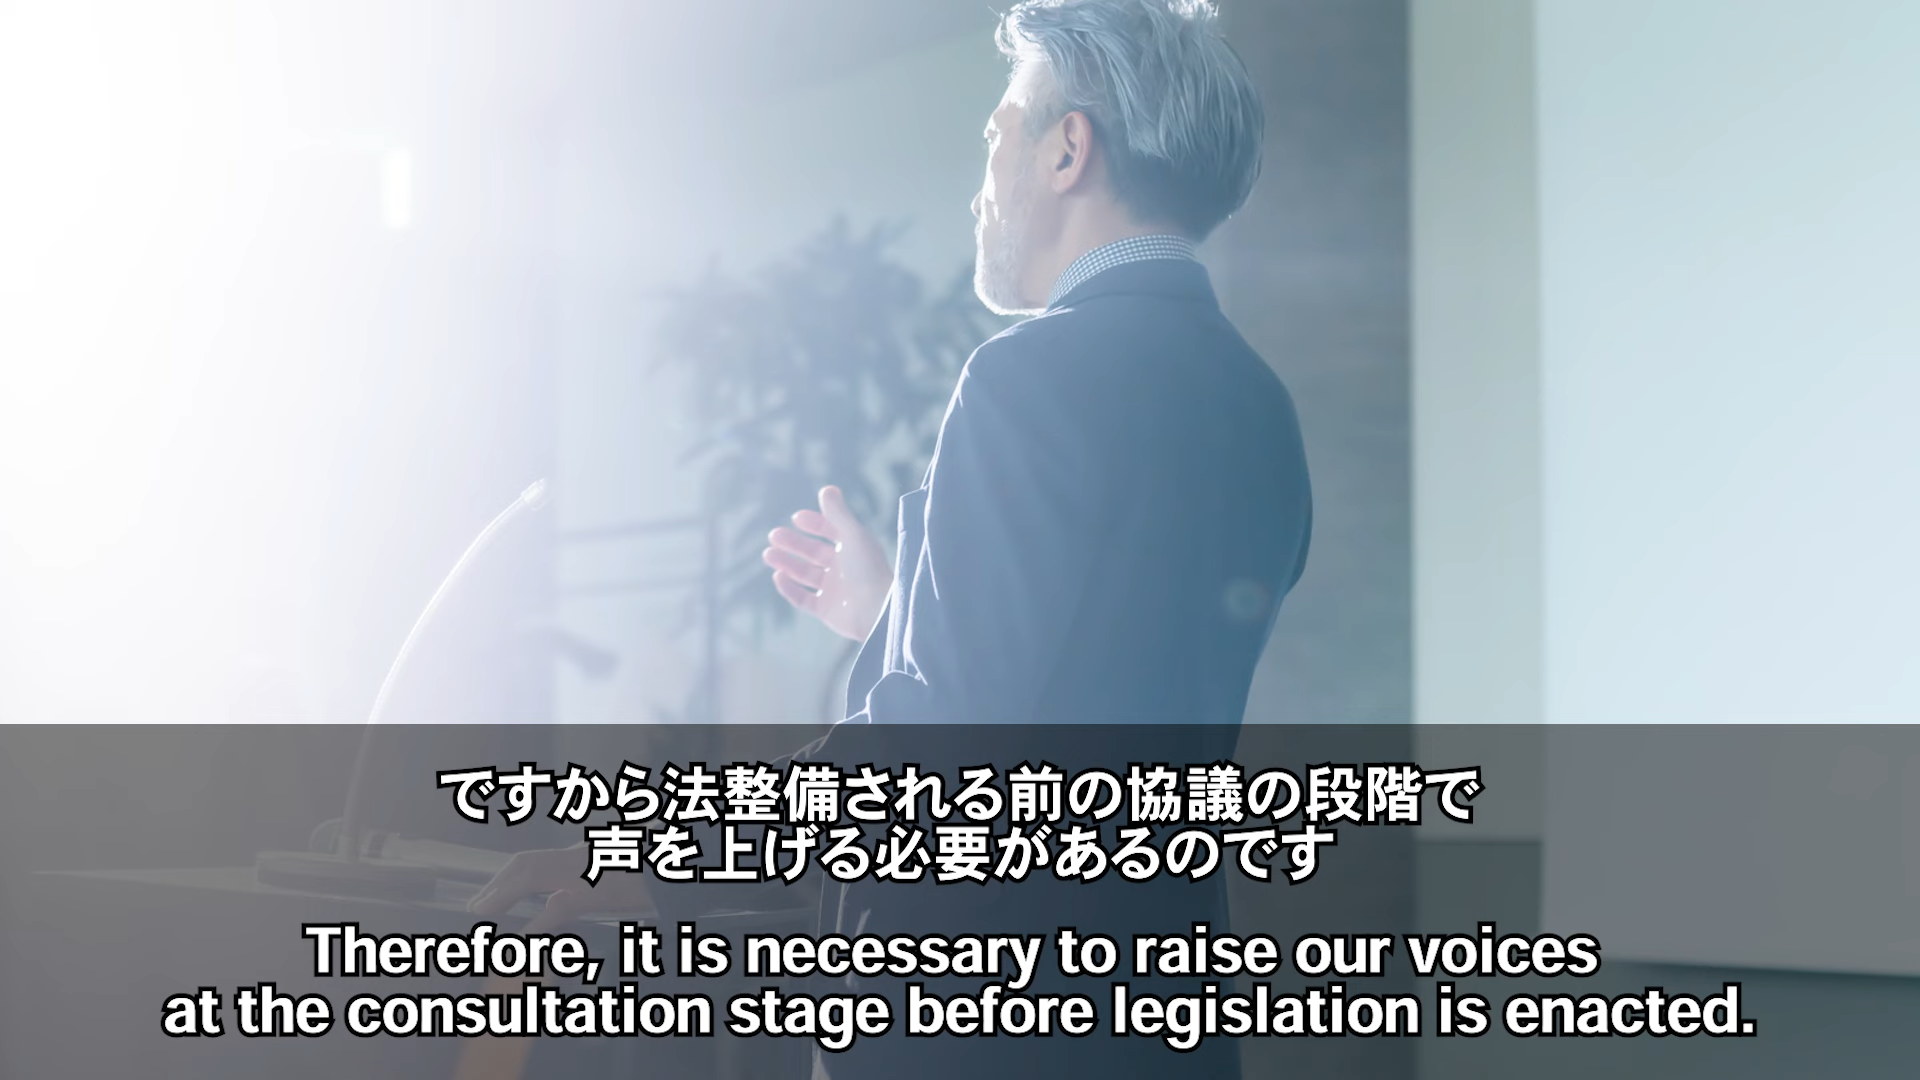 ですから法整備される前の協議の段階で
声を上げる必要があるのです
Therefore, it is necessary to raise our voices
at the consultation stage before legislation is enacted.